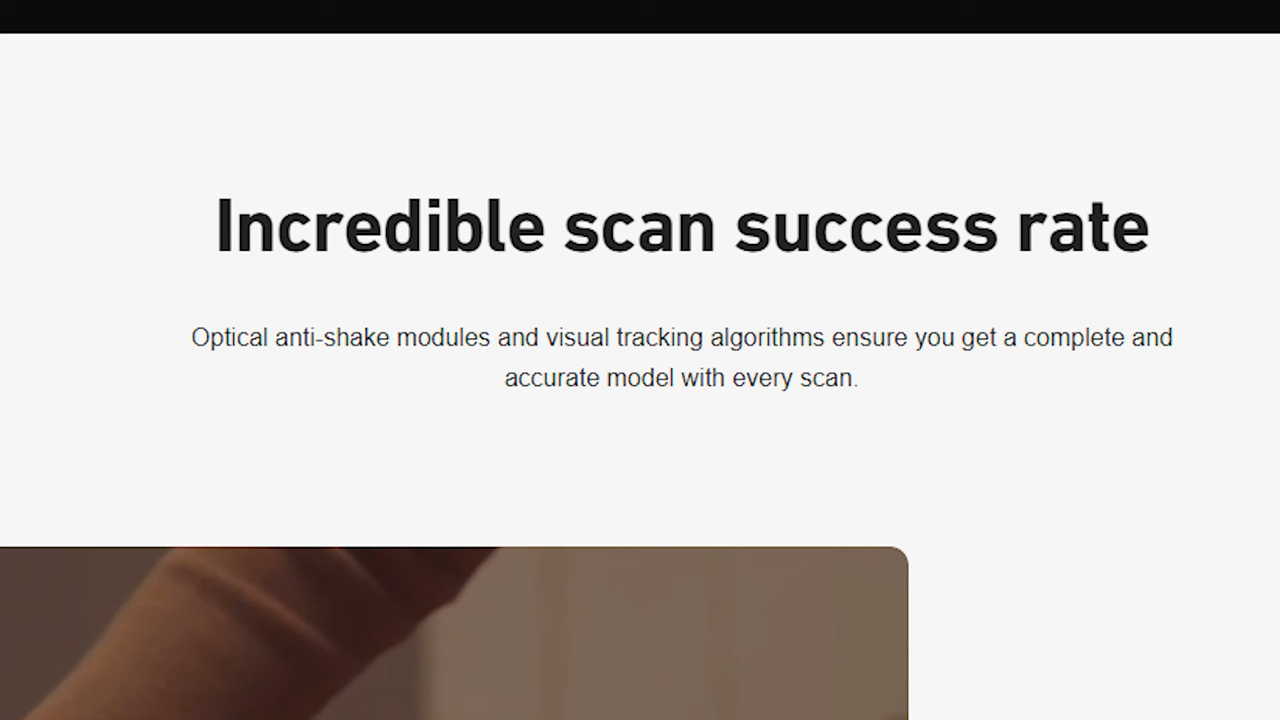 Incredible scan success rate
Optical anti-shake modules and visual tracking algorithms ensure you get a complete and
accurate model with every scan.